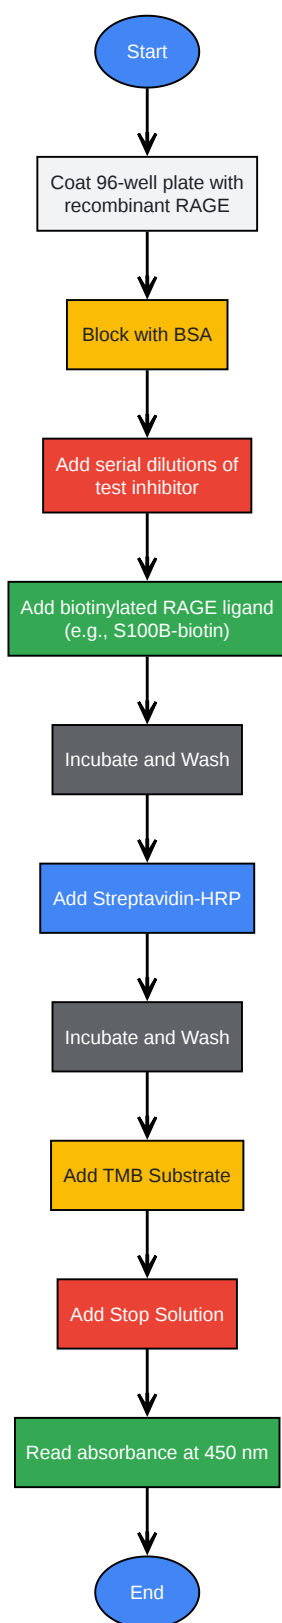 Start
Coat 96-well plate with
recombinant RAGE
Block with BSA
Add serial dilutions of
test inhibitor
Add biotinylated RAGE ligand
(e.g., S100B-biotin)
Incubate and Wash
Add Streptavidin-HRP
Incubate and Wash
Add TMB Substrate
Add Stop Solution
Read absorbance at 450 nm
End